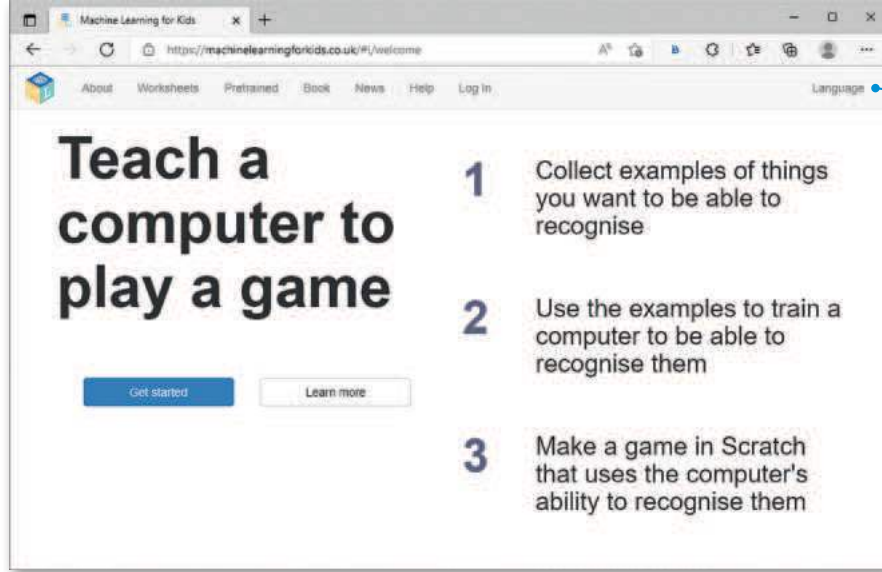 Machine Learning for Kids
https://machinelearningforkids.co.uk/#!/welcome
About Worksheets Pretrained Book News Help Log In Language
Teach a
computer to
play a game
Get started Learn more
1 Collect examples of things
you want to be able to
recognise
2 Use the examples to train a
computer to be able to
recognise them
3 Make a game in Scratch
that uses the computer's
ability to recognise them